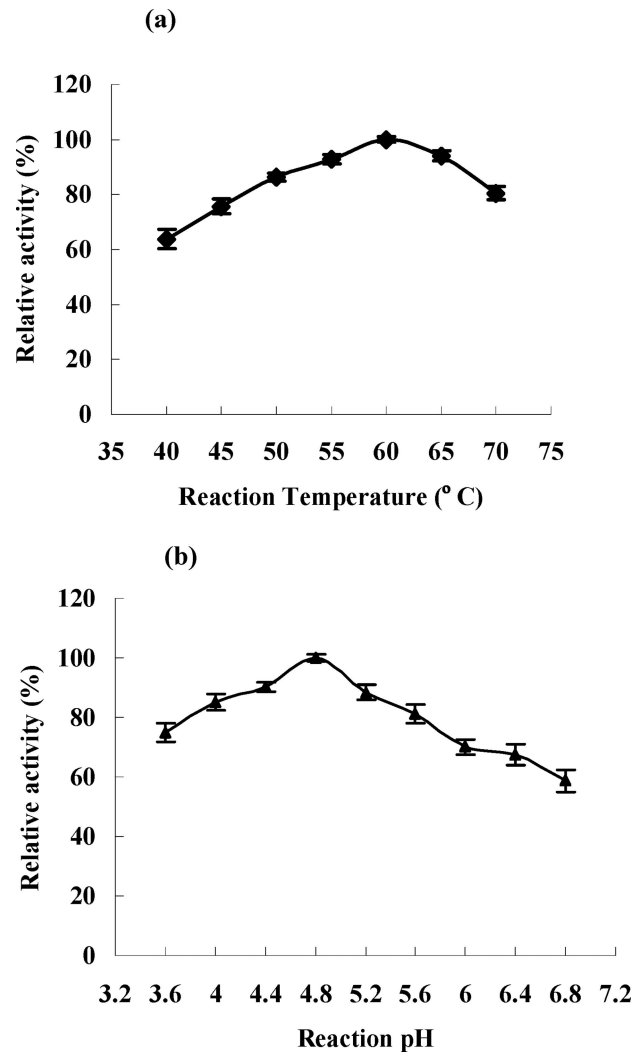 (a)
Relative activity (%)
120
100
80
60
40
20
0
35 40 45 50 55 60 65 70 75
Reaction Temperature (° C)
(b)
Relative activity (%)
120
100
80
60
40
20
0
3.2 3.6 4 4.4 4.8 5.2 5.6 6 6.4 6.8 7.2
Reaction pH